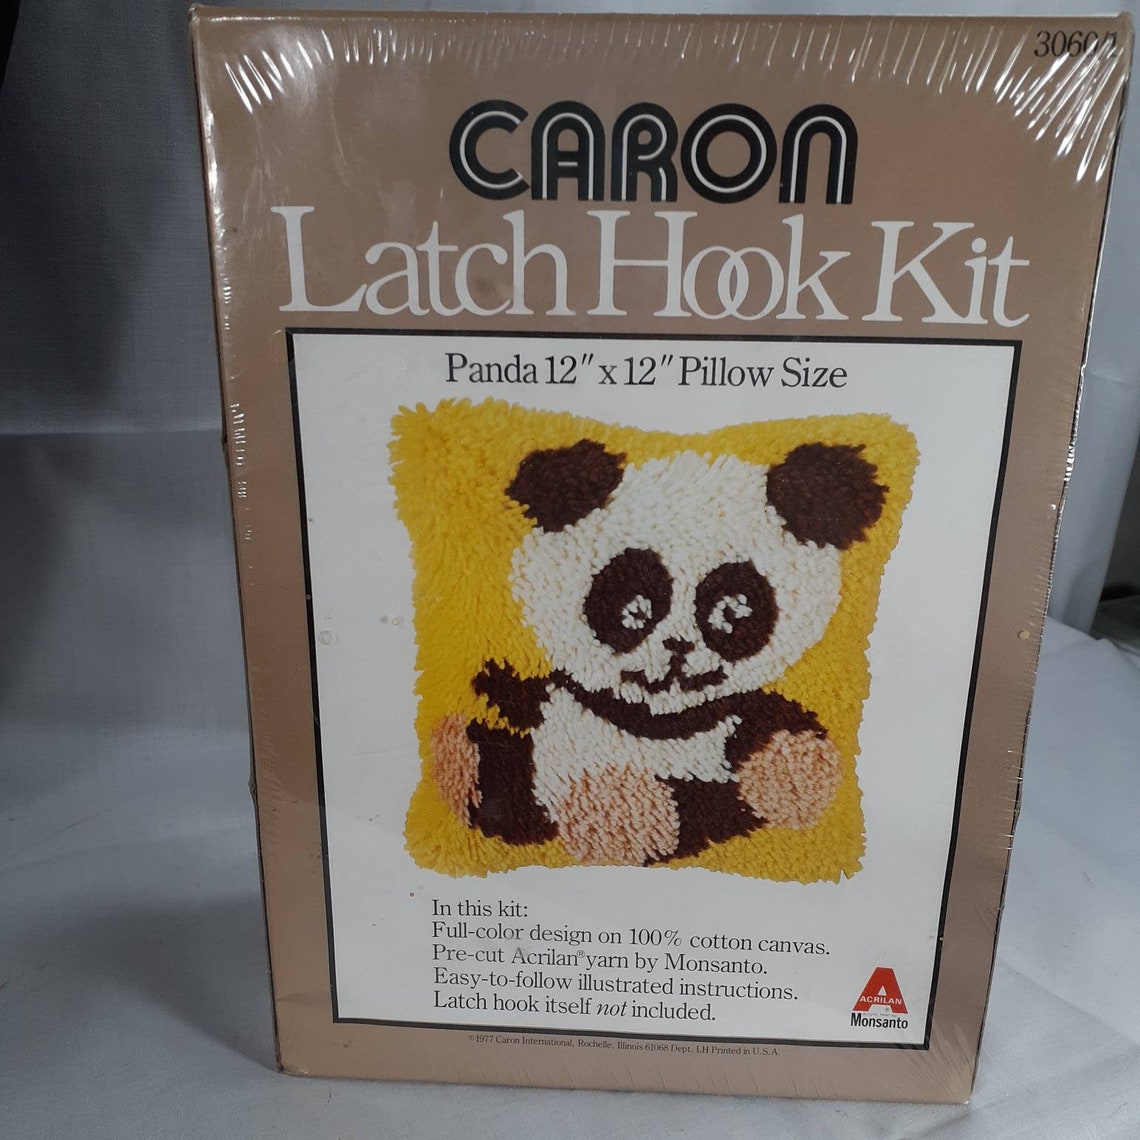 3060/1
CARON
Latch Hook Kit
Panda 12" x 12" Pillow Size
In this kit:
Full-color design on 100% cotton canvas.
Pre-cut Acrilan® yarn by Monsanto.
Easy-to-follow illustrated instructions.
Latch hook itself not included.
A
ACRILAN
®
Monsanto
©1977 Caron International, Rochelle, Illinois 61068 Dept. LH Printed in U.S.A.